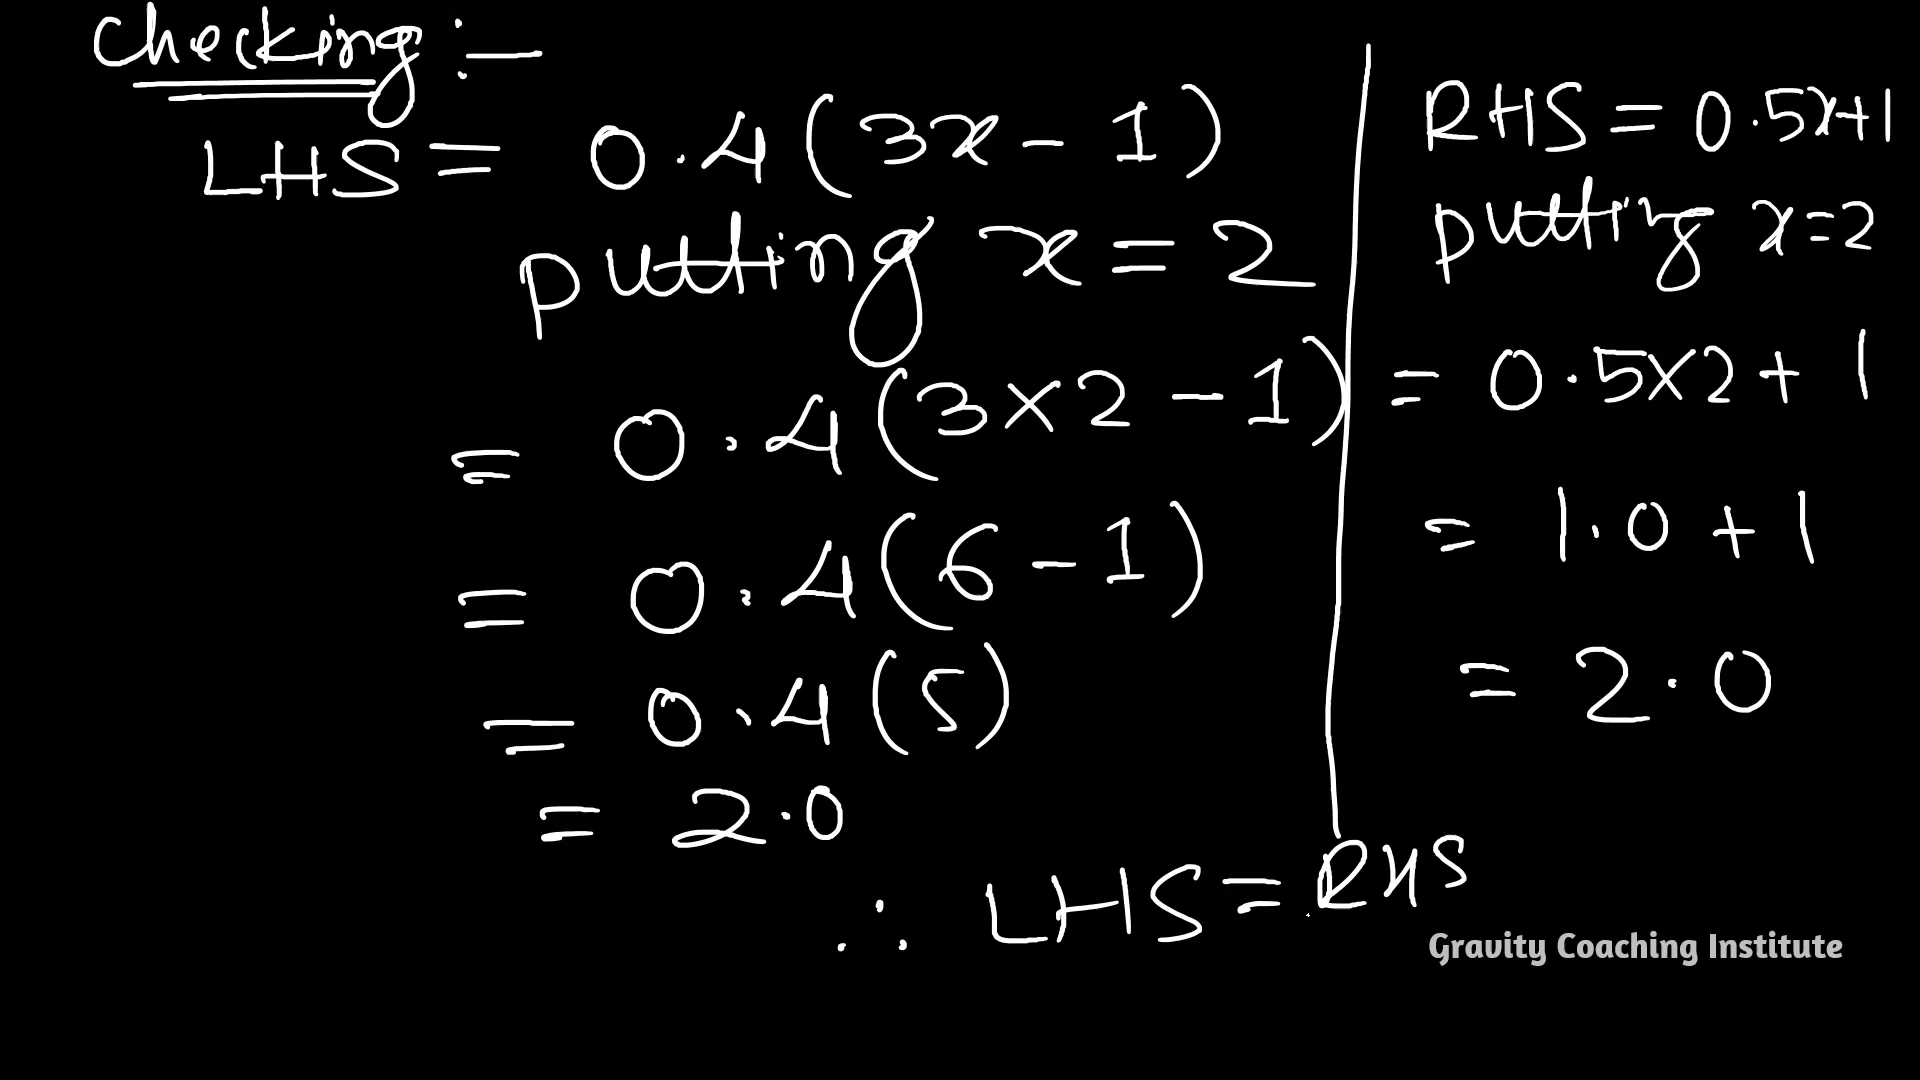 Checking :-
LHS = 0.4(3x - 1)
putting x = 2
= 0.4(3×2 - 1)
= 0.4(6 - 1)
= 0.4(5)
= 2.0
RHS = 0.5x+1
putting x=2
= 0.5×2 + 1
= 1.0 + 1
= 2.0
∴ LHS = RHS
Gravity Coaching Institute